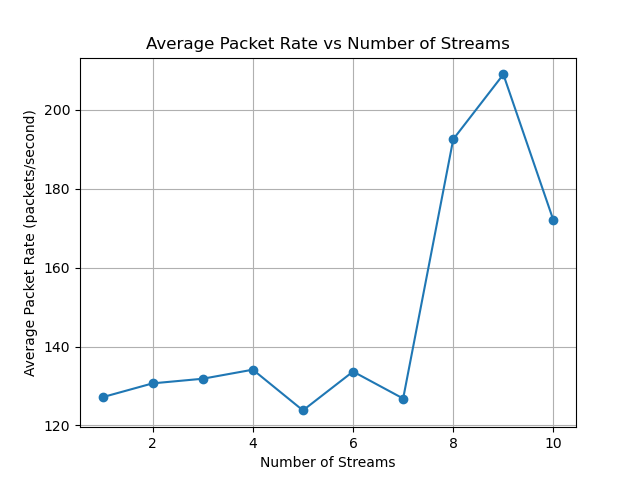 Average Packet Rate vs Number of Streams
Average Packet Rate (packets/second)
200
180
160
140
120
2 4 6 8 10
Number of Streams